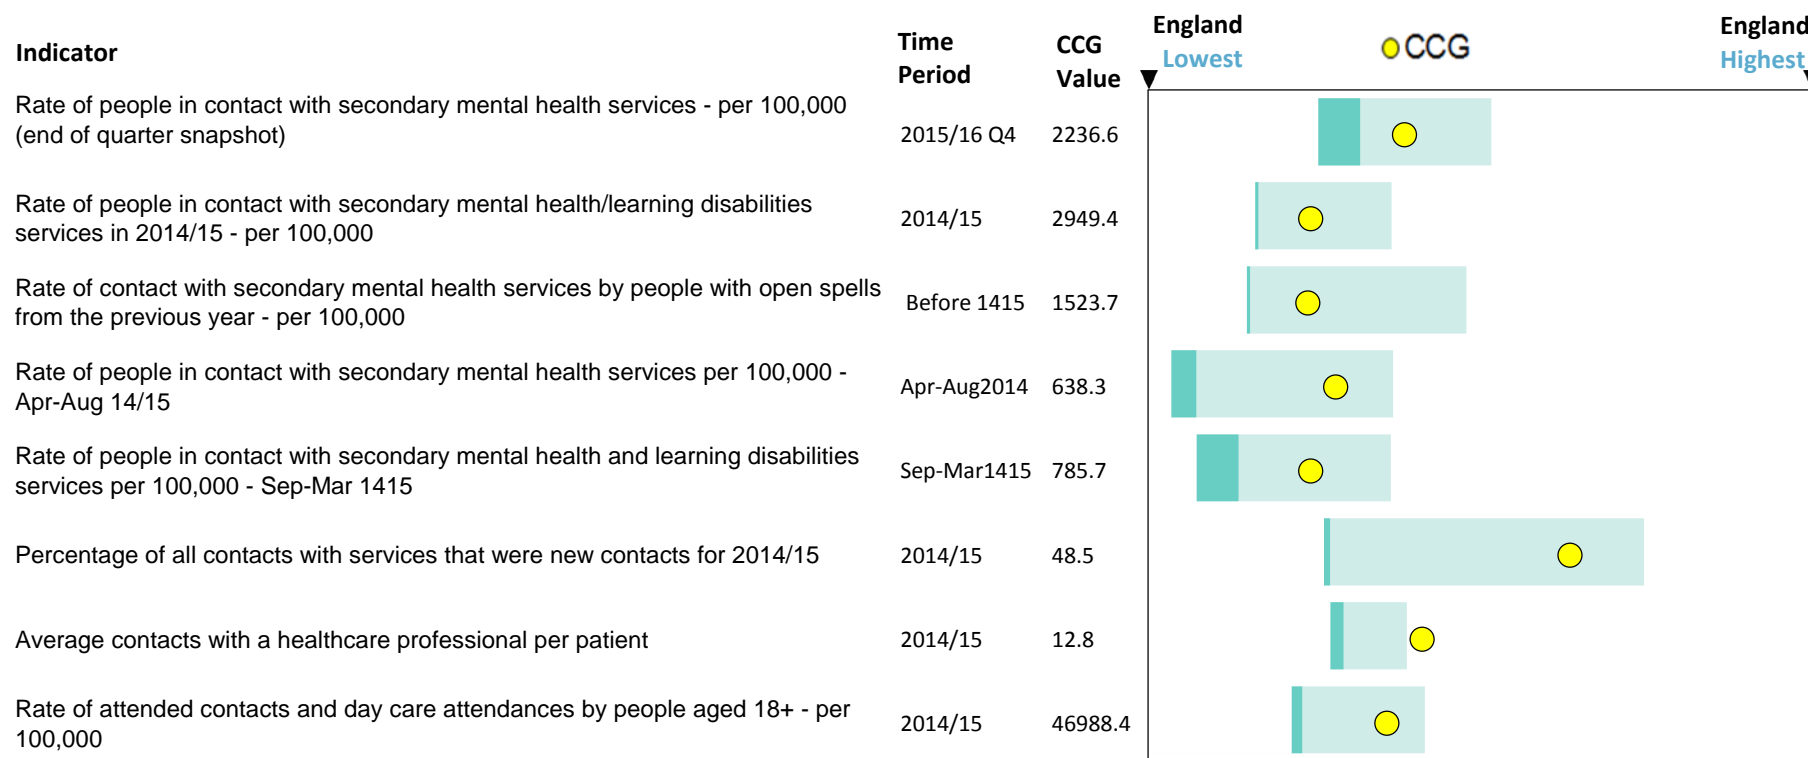 Indicator
Time
Period
CCG
Value
England
Lowest
CCG
England
Highest
Rate of people in contact with secondary mental health services - per 100,000
(end of quarter snapshot)
2015/16 Q4 2236.6
Rate of people in contact with secondary mental health/learning disabilities
services in 2014/15 - per 100,000
2014/15 2949.4
Rate of contact with secondary mental health services by people with open spells
from the previous year - per 100,000
Before 1415 1523.7
Rate of people in contact with secondary mental health services per 100,000 -
Apr-Aug 14/15
Apr-Aug2014 638.3
Rate of people in contact with secondary mental health and learning disabilities
services per 100,000 - Sep-Mar 1415
Sep-Mar1415 785.7
Percentage of all contacts with services that were new contacts for 2014/15 2014/15 48.5
Average contacts with a healthcare professional per patient 2014/15 12.8
Rate of attended contacts and day care attendances by people aged 18+ - per
100,000
2014/15 46988.4